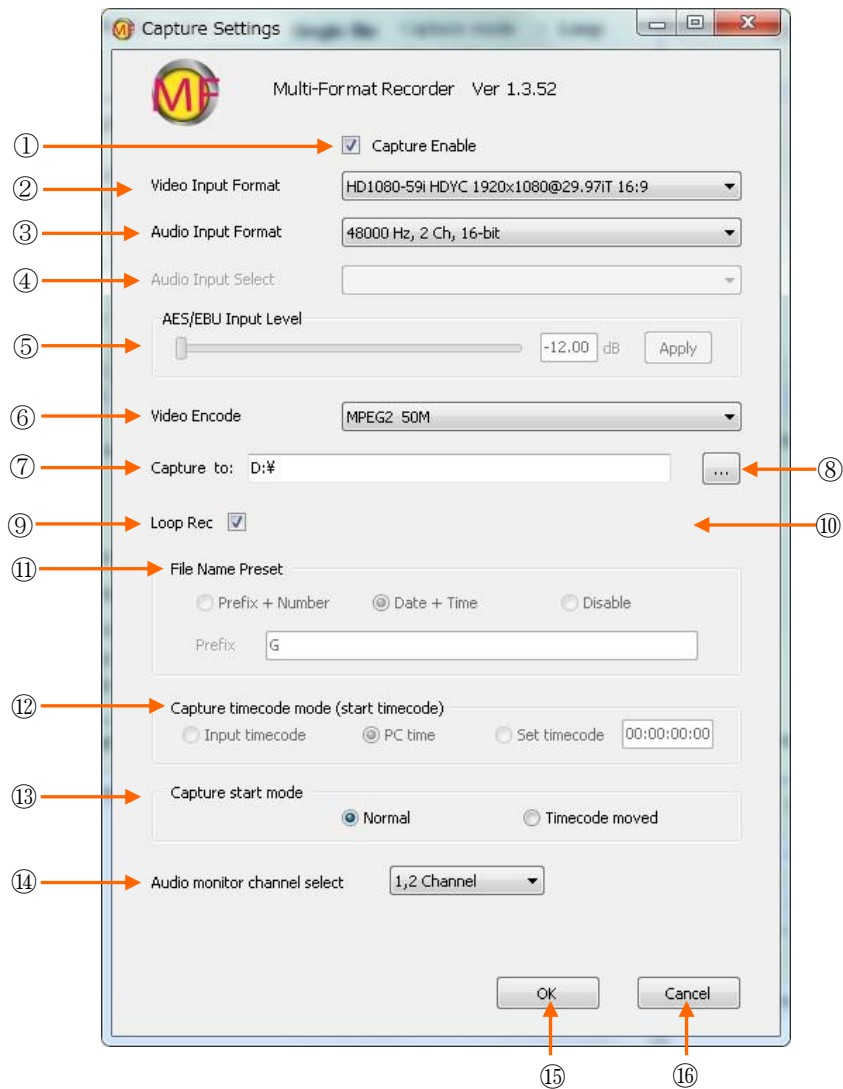 Capture Settings
MF
Multi-Format Recorder Ver 1.3.52
① Capture Enable
② Video Input Format HD1080-59i HDYC 1920x1080@29.97iT 16:9
③ Audio Input Format 48000 Hz, 2 Ch, 16-bit
④ Audio Input Select
AES/EBU Input Level
⑤ -12.00 dB Apply
⑥ Video Encode MPEG2 50M
⑦ Capture to: D:¥ ... ⑧
⑨ Loop Rec ⑩
⑪ File Name Preset
Prefix + Number Date + Time Disable
Prefix G
⑫ Capture timecode mode (start timecode)
Input timecode PC time Set timecode 00:00:00:00
⑬ Capture start mode
Normal Timecode moved
⑭ Audio monitor channel select 1,2 Channel
OK Cancel
⑮ ⑯